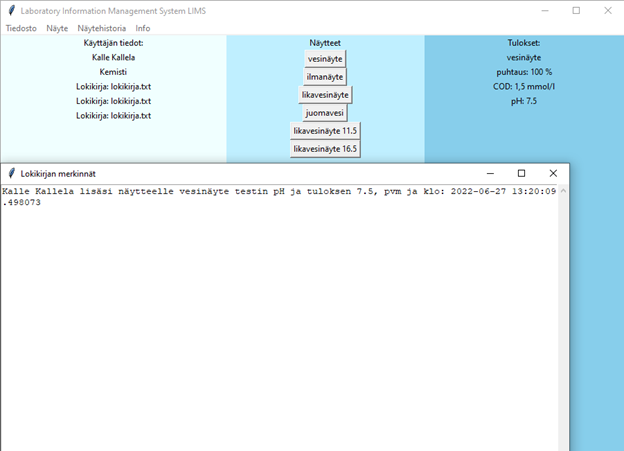 Laboratory Information Management System LIMS
Tiedosto Näyte Näytehistoria Info
Käyttäjän tiedot:
Kalle Kallela
Kemisti
Lokikirja: lokikirja.txt
Lokikirja: lokikirja.txt
Lokikirja: lokikirja.txt
Näytteet
vesinäyte
ilmanäyte
likavesinäyte
juomavesi
likavesinäyte 11.5
likavesinäyte 16.5
Tulokset:
vesinäyte
puhtaus: 100 %
COD: 1,5 mmol/l
pH: 7.5
Lokikirjan merkinnät
Kalle Kallela lisäsi näytteelle vesinäyte testin pH ja tuloksen 7.5, pvm ja klo: 2022-06-27 13:20:09
.498073